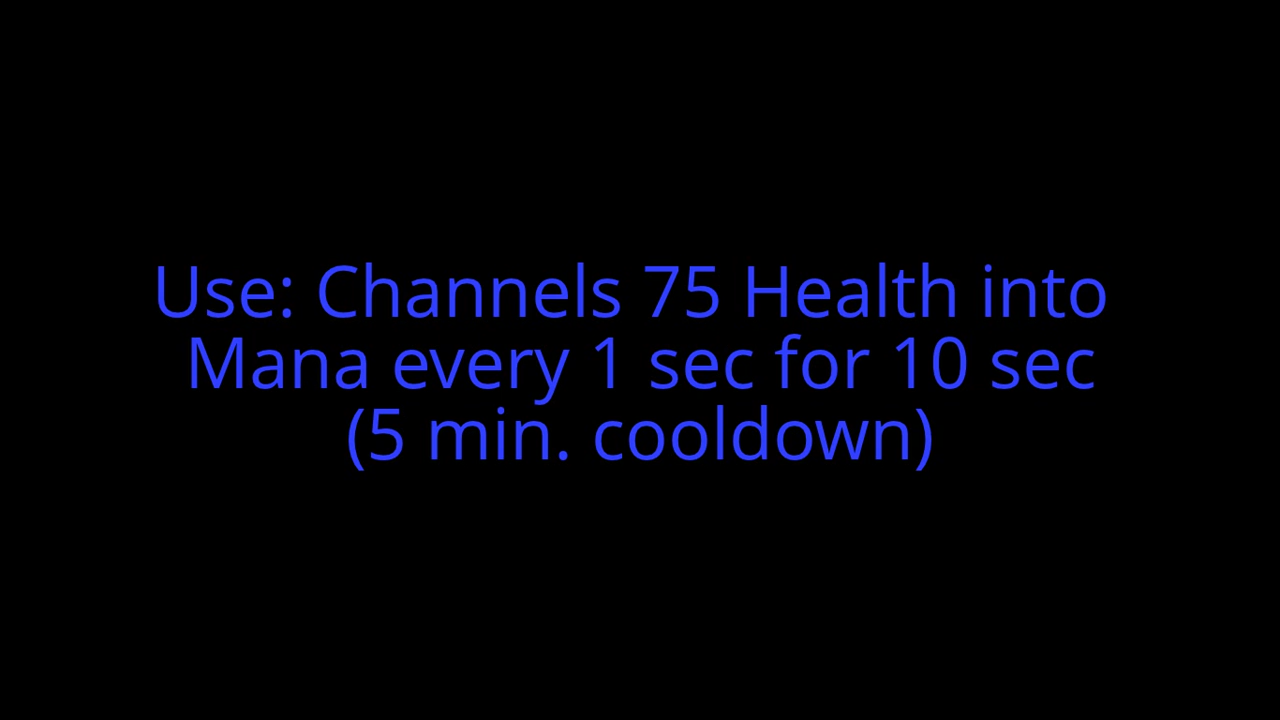 Use: Channels 75 Health into
Mana every 1 sec for 10 sec
(5 min. cooldown)